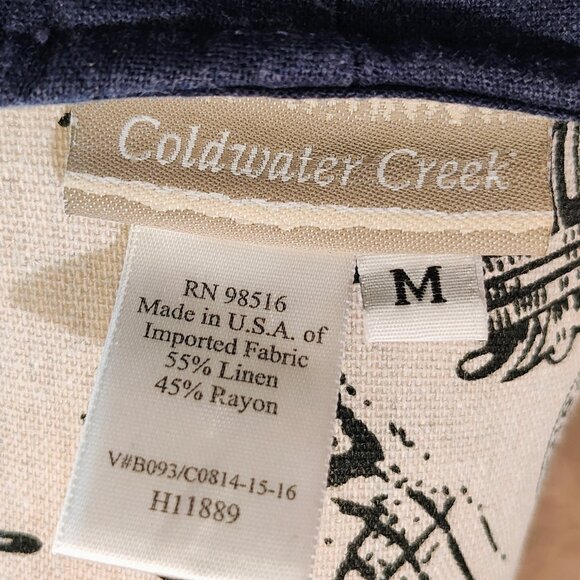 Coldwater Creek
M
RN 98516
Made in U.S.A. of
Imported Fabric
55% Linen
45% Rayon
V#B093/C0814-15-16
H11889